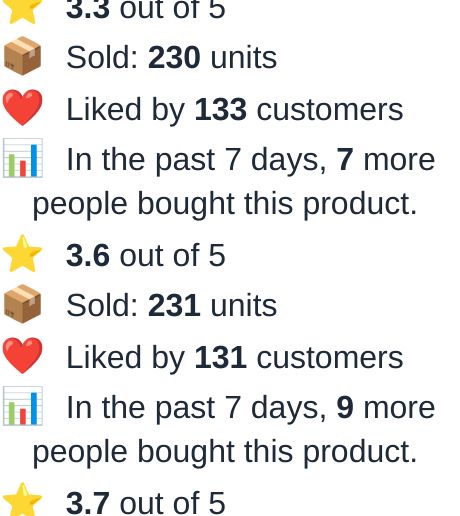 3.3 out of 5
Sold: 230 units
Liked by 133 customers
In the past 7 days, 7 more
people bought this product.
3.6 out of 5
Sold: 231 units
Liked by 131 customers
In the past 7 days, 9 more
people bought this product.
3.7 out of 5